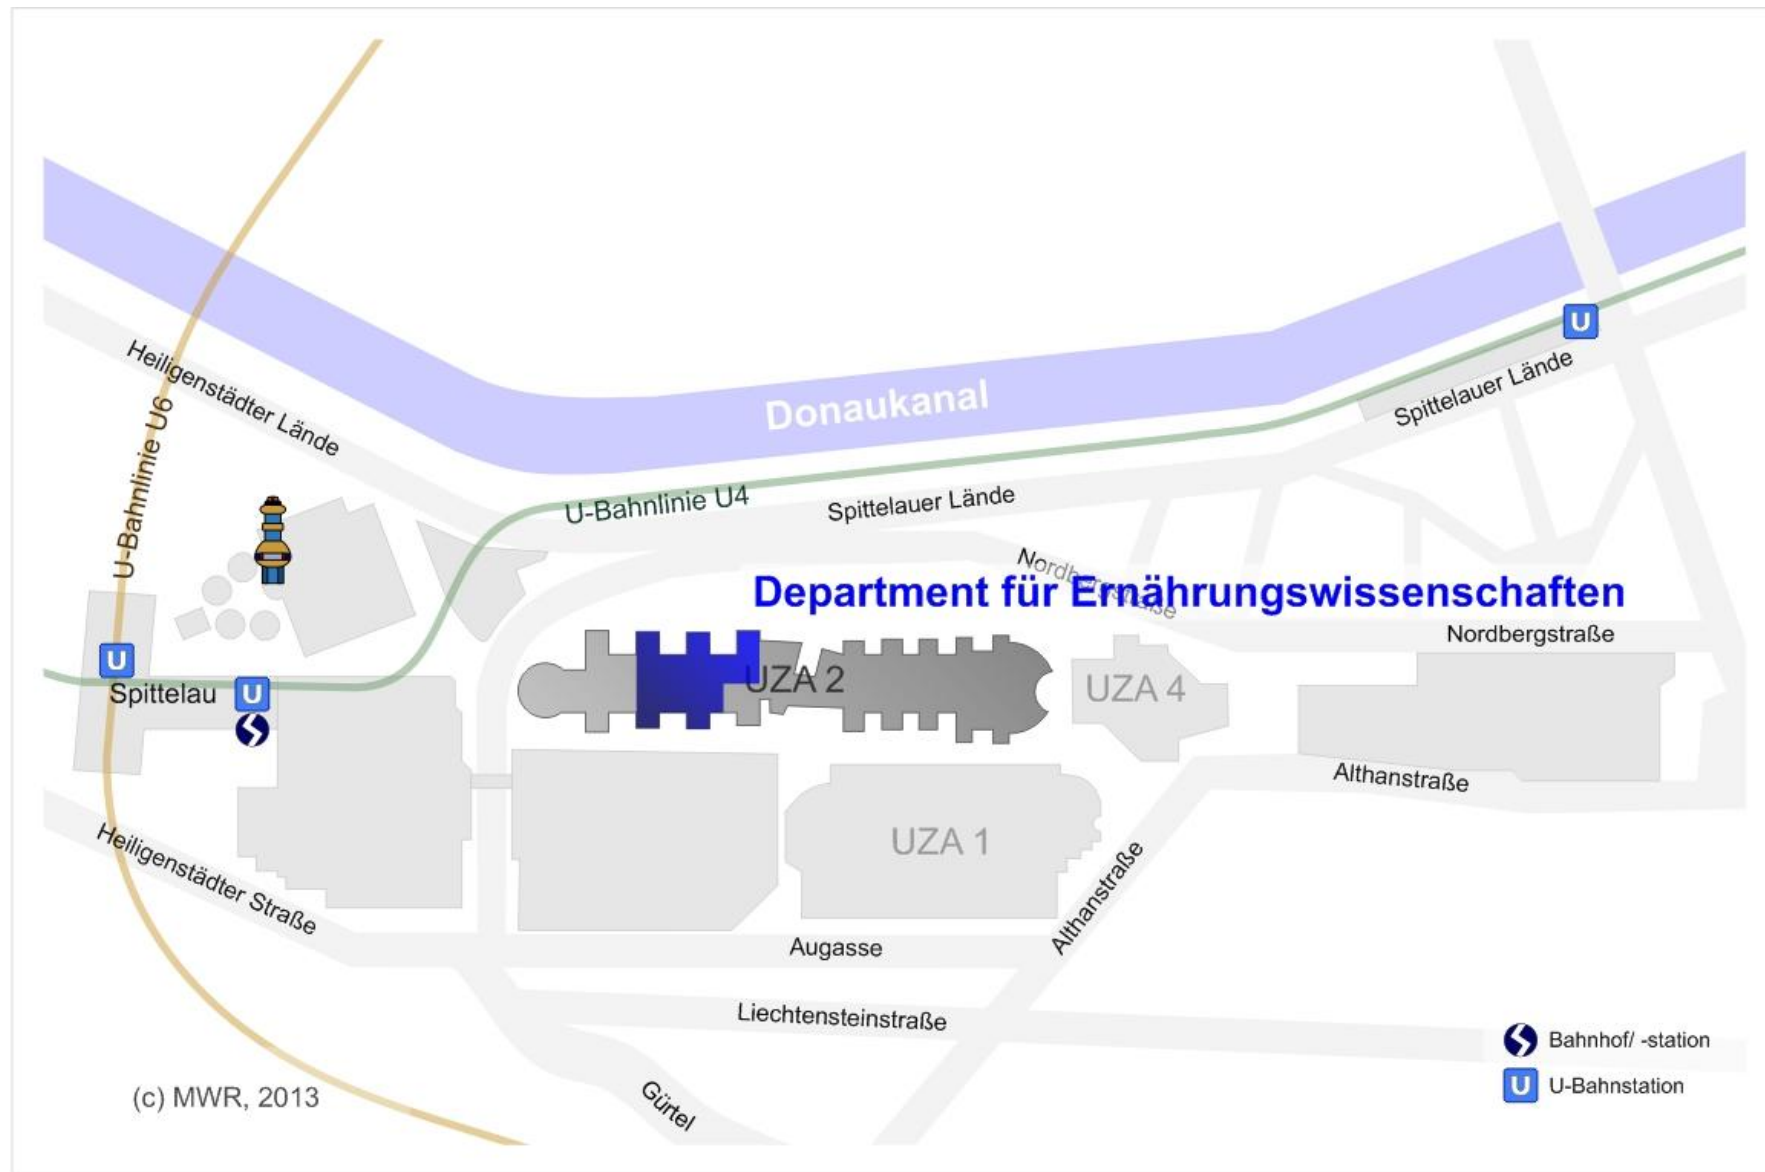 Donaukanal
U
Spittelauer Lände
Heiligenstädter Lände
U-Bahnlinie U6
U-Bahnlinie U4
Spittelauer Lände
Nordbergstraße
Department für Ernährungswissenschaften
Nordbergstraße
U
Spittelau
U
UZA 2
UZA 4
Althanstraße
UZA 1
Heiligenstädter Straße
Althanstraße
Augasse
Liechtensteinstraße
Gürtel
Bahnhof/ -station
U
U-Bahnstation
(c) MWR, 2013